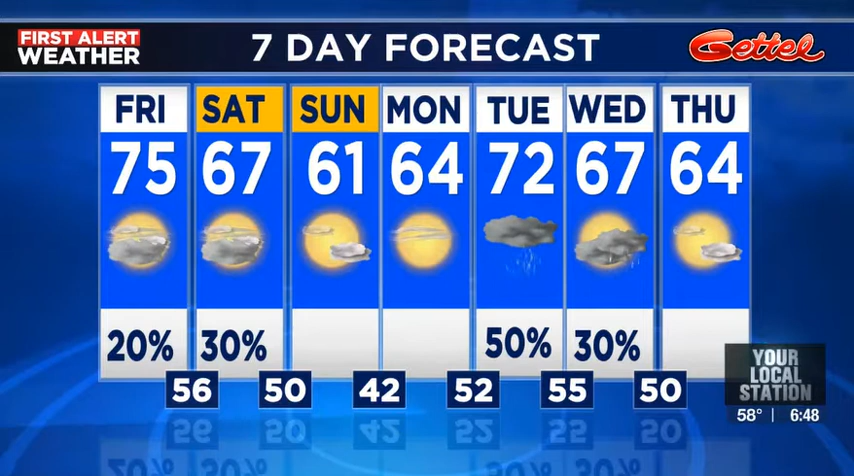 FIRST ALERT
WEATHER
7 DAY FORECAST
Gettel
FRI SAT SUN MON TUE WED THU
75 67 61 64 72 67 64
20% 30% 50% 30%
56 50 42 52 55 50
YOUR
LOCAL
STATION
58° | 6:48